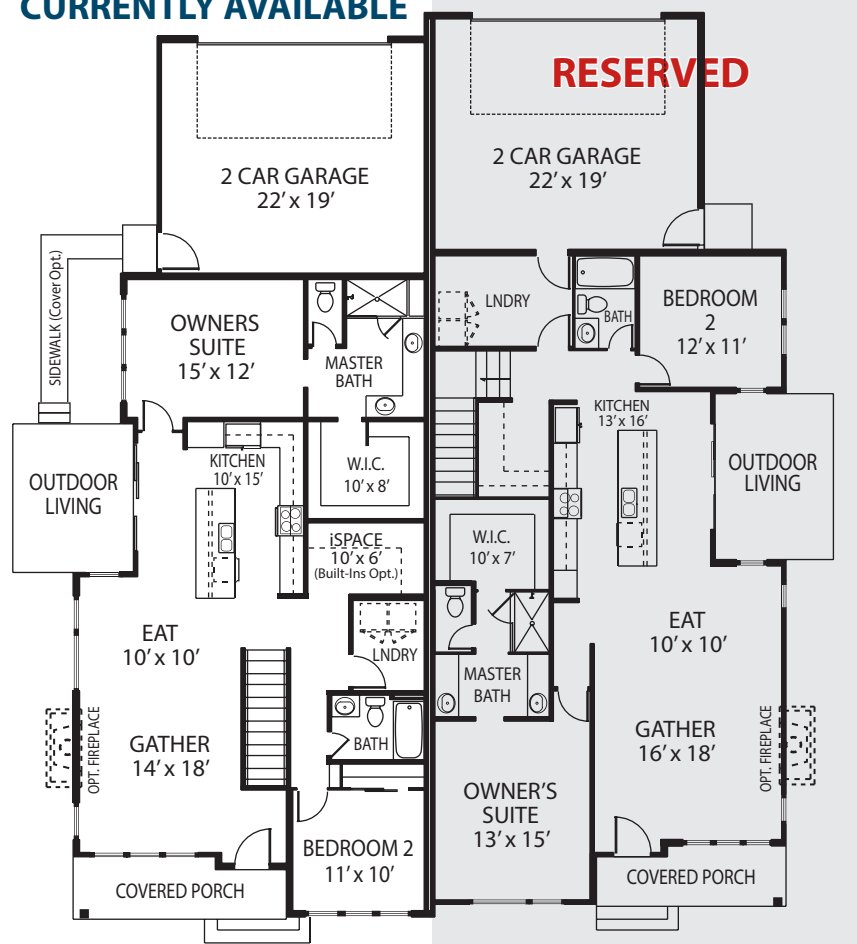 CURRENTLY AVAILABLE
2 CAR GARAGE
22' x 19'
SIDEWALK (Cover Opt.)
OWNERS
SUITE
15' x 12'
MASTER
BATH
OUTDOOR
LIVING
KITCHEN
10' x 15'
W.I.C.
10' x 8'
iSPACE
10' x 6'
(Built-Ins Opt.)
EAT
10' x 10'
LNDRY
OPT. FIREPLACE
GATHER
14' x 18'
BATH
BEDROOM 2
11' x 10'
COVERED PORCH
RESERVED
2 CAR GARAGE
22' x 19'
LNDRY
BATH
BEDROOM
2
12' x 11'
KITCHEN
13' x 16'
OUTDOOR
LIVING
W.I.C.
10' x 7'
EAT
10' x 10'
MASTER
BATH
GATHER
16' x 18'
OPT. FIREPLACE
OWNER'S
SUITE
13' x 15'
COVERED PORCH